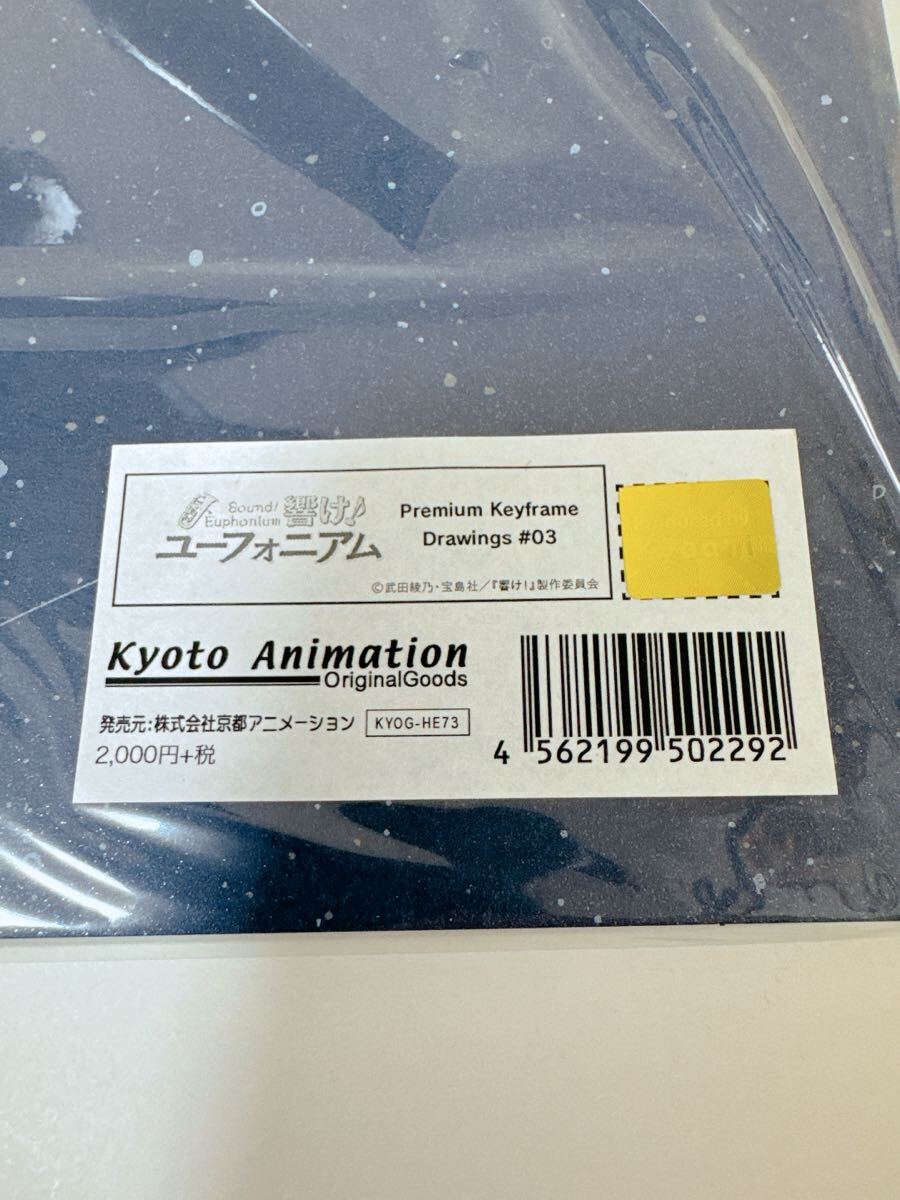 Sound!
Euphonium
響け!
ユーフォニアム
Premium Keyframe
Drawings #03
©武田綾乃・宝島社/『響け!』製作委員会
Kyoto Animation
OriginalGoods
発売元:株式会社京都アニメーション
KYOG-HE73
2,000円+税
4 562199 502292